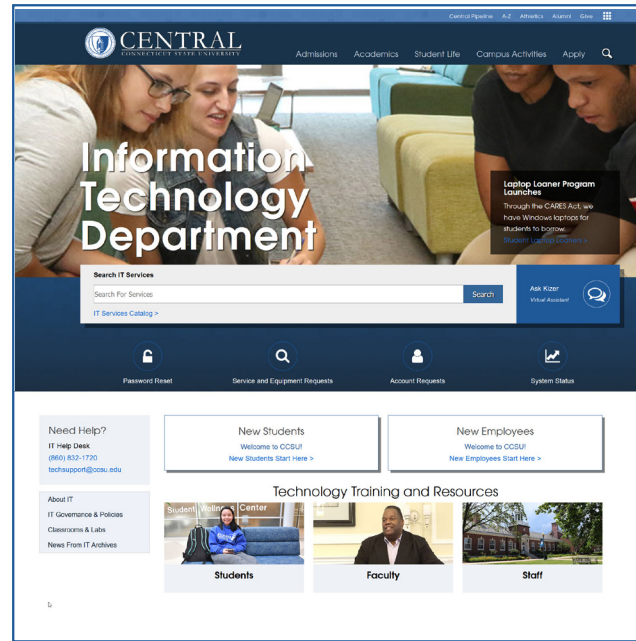 Central Pipeline A-Z Athletics Alumni Give
CENTRAL
CONNECTICUT STATE UNIVERSITY
Admissions Academics Student Life Campus Activities Apply
Information
Technology
Department
Laptop Loaner Program
Launches
Through the CARES Act, we
have Windows laptops for
students to borrow.
Student Laptop Loaners >
Search IT Services
Search For Services
Search
IT Services Catalog >
Ask Kizer
Virtual Assistant
Password Reset
Service and Equipment Requests
Account Requests
System Status
Need Help?
IT Help Desk
(860) 832-1720
techsupport@ccsu.edu
New Students
Welcome to CCSU!
New Students Start Here >
New Employees
Welcome to CCSU!
New Employees Start Here >
About IT
IT Governance & Policies
Classrooms & Labs
News From IT Archives
Technology Training and Resources
Student Wellness Center
Students
Faculty
Staff